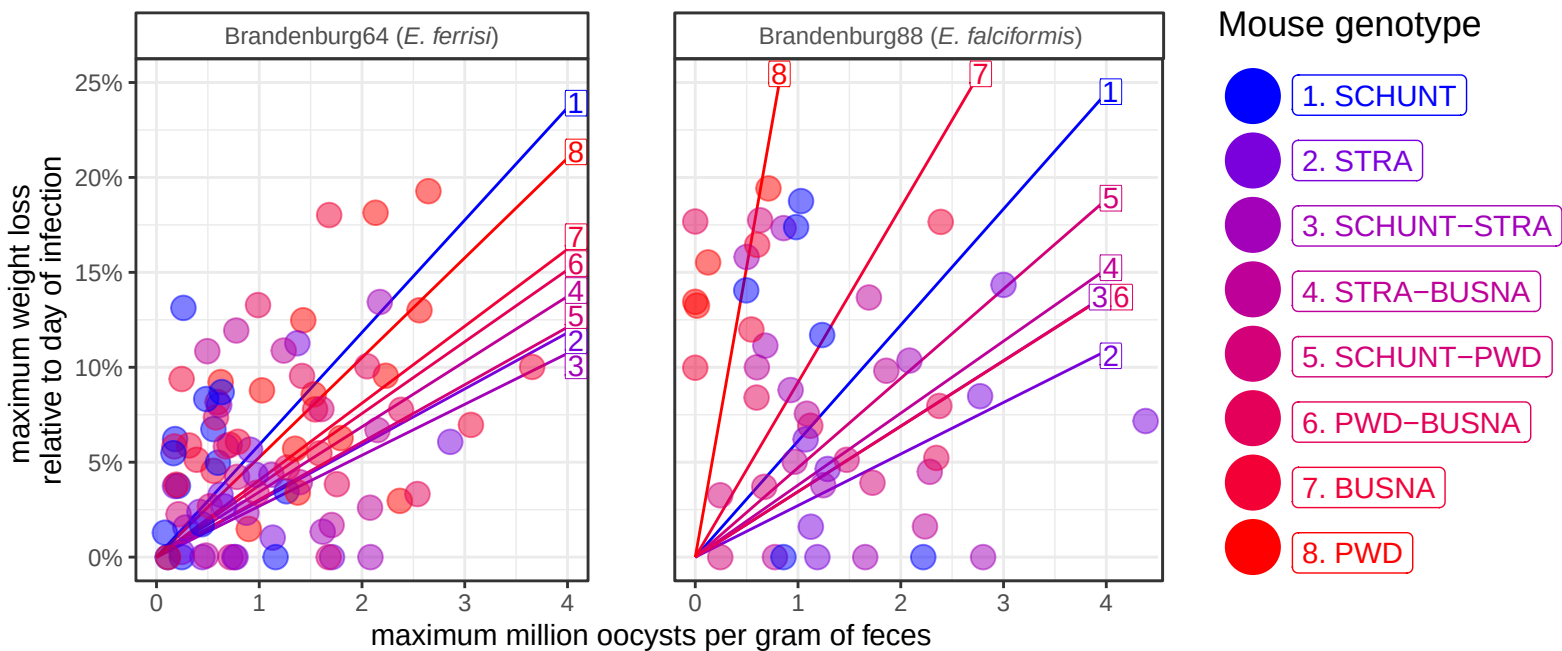 Brandenburg64 (E. ferrisi)
Brandenburg88 (E. falciformis)
Mouse genotype
25%
20%
15%
10%
5%
0%
maximum weight loss
relative to day of infection
1
8
7
6
4
5
2
3
8
7
1
5
4
3
6
2
0
1
2
3
4
0
1
2
3
4
maximum million oocysts per gram of feces
1. SCHUNT
2. STRA
3. SCHUNT−STRA
4. STRA−BUSNA
5. SCHUNT−PWD
6. PWD−BUSNA
7. BUSNA
8. PWD